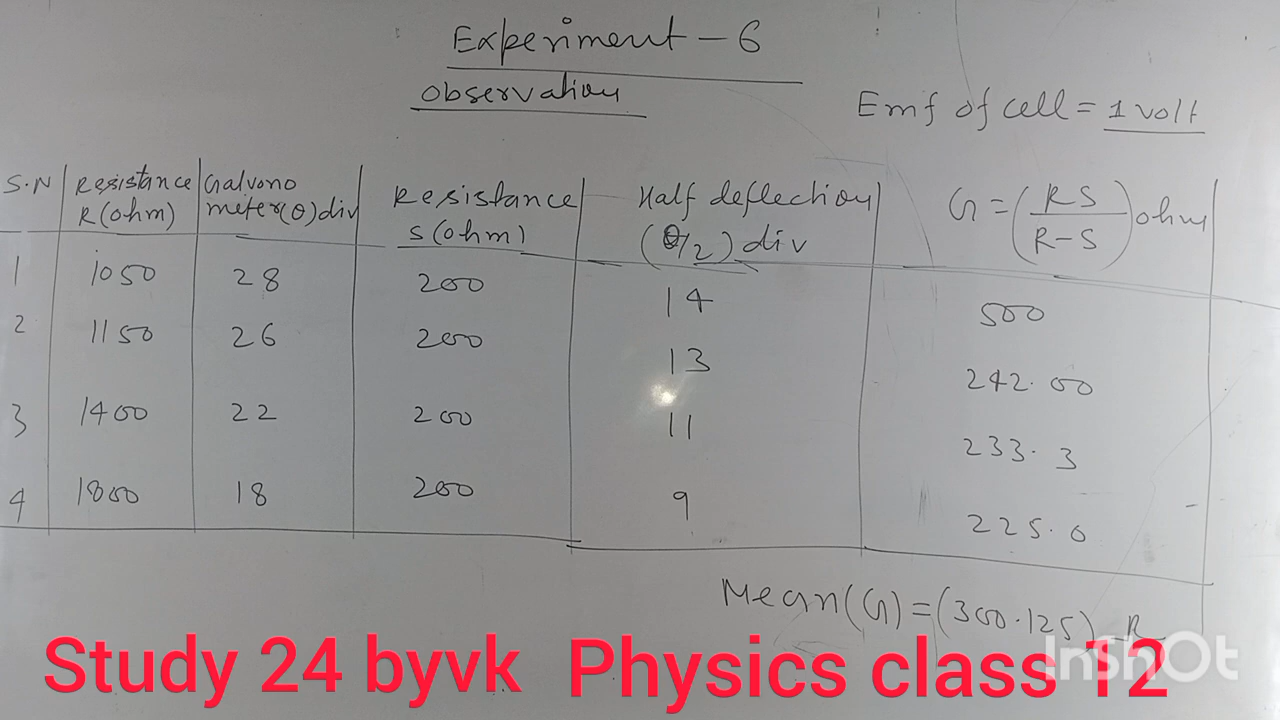 Experiment - 6
Observation
Emf of cell = 1 volt
S.N Resistance R(ohm) Galvono meter(θ) div Resistance S(ohm) Half deflection (θ/2) div G = (RS/R-S) ohm
1 1050 28 200 14 500
2 1150 26 200 13 242.00
3 1400 22 200 11 233.3
4 1800 18 200 9 225.0
Mean(G) = (300.125)
Study 24 byvk Physics class 12
InShOt